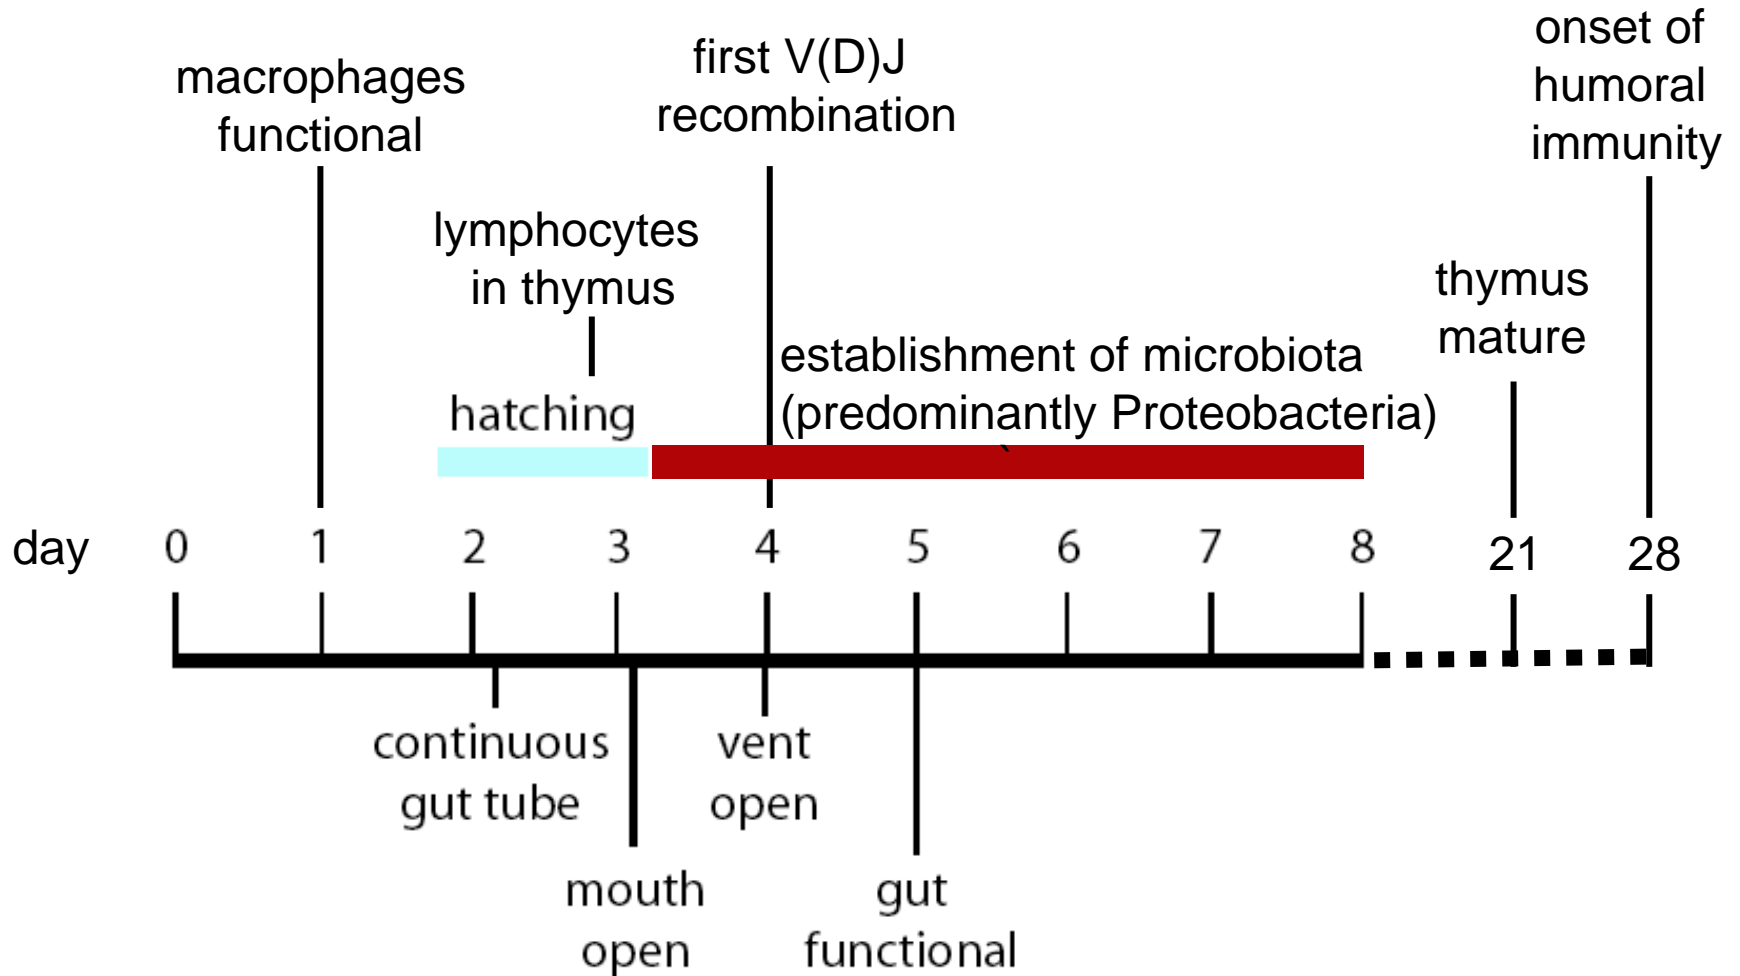 onset of
humoral
immunity
first V(D)J
recombination
macrophages
functional
lymphocytes
in thymus
thymus
mature
establishment of microbiota
(predominantly Proteobacteria)
hatching
day 0 1 2 3 4 5 6 7 8 21 28
continuous
gut tube
vent
open
mouth
open
gut
functional